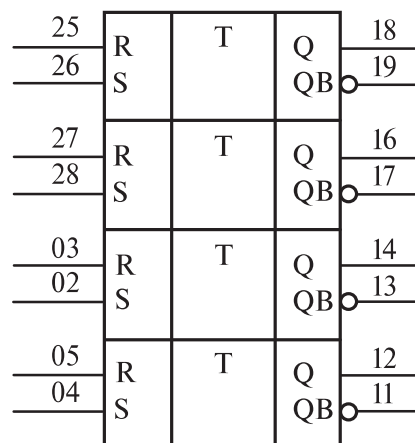 25 R T Q 18
26 S QB 19
27 R T Q 16
28 S QB 17
03 R T Q 14
02 S QB 13
05 R T Q 12
04 S QB 11